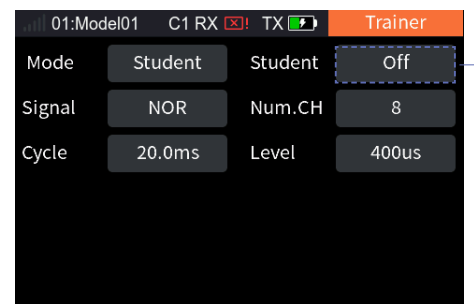 01:Model01 C1 RX ! TX Trainer
Mode Student Student Off
Signal NOR Num.CH 8
Cycle 20.0ms Level 400us